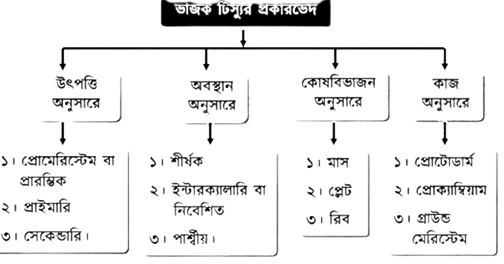 ভাজক টিস্যুর প্রকারভেদ
উৎপত্তি
অনুসারে
অবস্থান
অনুসারে
কোষবিভাজন
অনুসারে
কাজ
অনুসারে
১। প্রোমেরিস্টেম বা
প্রারম্ভিক
২। প্রাইমারি
৩। সেকেন্ডারি।
১। শীর্ষক
২। ইন্টারক্যালারি বা
নিবেশিত
৩। পার্শ্বীয়।
১। মাস
২। প্লেট
৩। রিব
১। প্রোটোডার্ম
২। প্রোক্যাম্বিয়াম
৩। গ্রাউন্ড
মেরিস্টেম